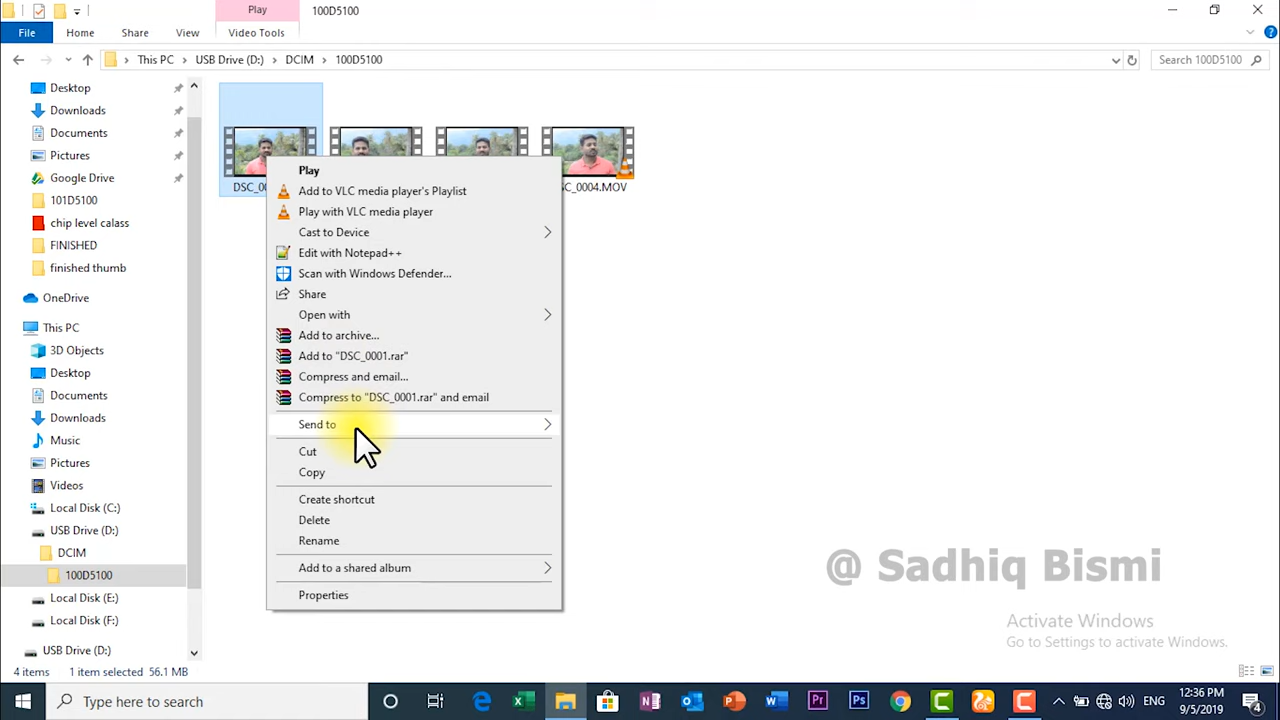 Play
100D5100
File
Home
Share
View
Video Tools
This PC
USB Drive (D:)
DCIM
100D5100
Search 100D5100
Desktop
Downloads
Documents
Pictures
Google Drive
101D5100
chip level calass
FINISHED
finished thumb
OneDrive
This PC
3D Objects
Desktop
Documents
Downloads
Music
Pictures
Videos
Local Disk (C:)
USB Drive (D:)
DCIM
100D5100
Local Disk (E:)
Local Disk (F:)
USB Drive (D:)
Play
Add to VLC media player's Playlist
Play with VLC media player
Cast to Device
Edit with Notepad++
Scan with Windows Defender...
Share
Open with
Add to archive...
Add to "DSC_0001.rar"
Compress and email...
Compress to "DSC_0001.rar" and email
Send to
Cut
Copy
Create shortcut
Delete
Rename
Add to a shared album
Properties
@ Sadhiq Bismi
Activate Windows
Go to Settings to activate Windows.
4 items
1 item selected 56.1 MB
Type here to search
ENG
12:36 PM
9/5/2019
4